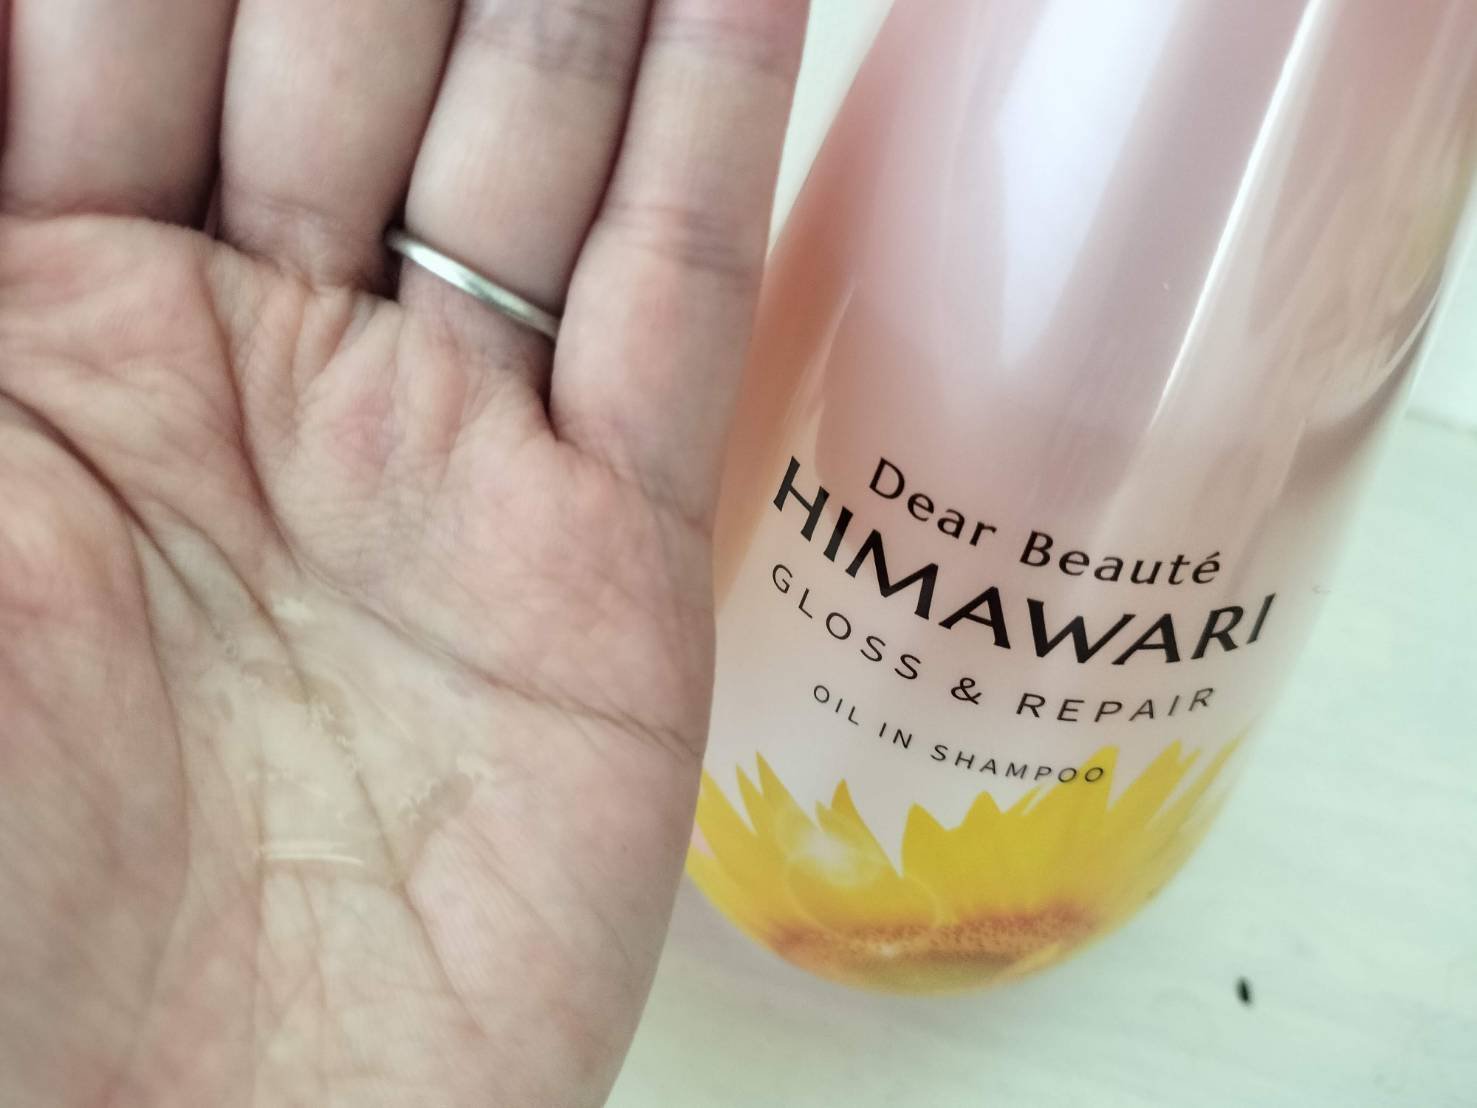 Dear Beauté
HIMAWARI
GLOSS & REPAIR
OIL IN SHAMPOO